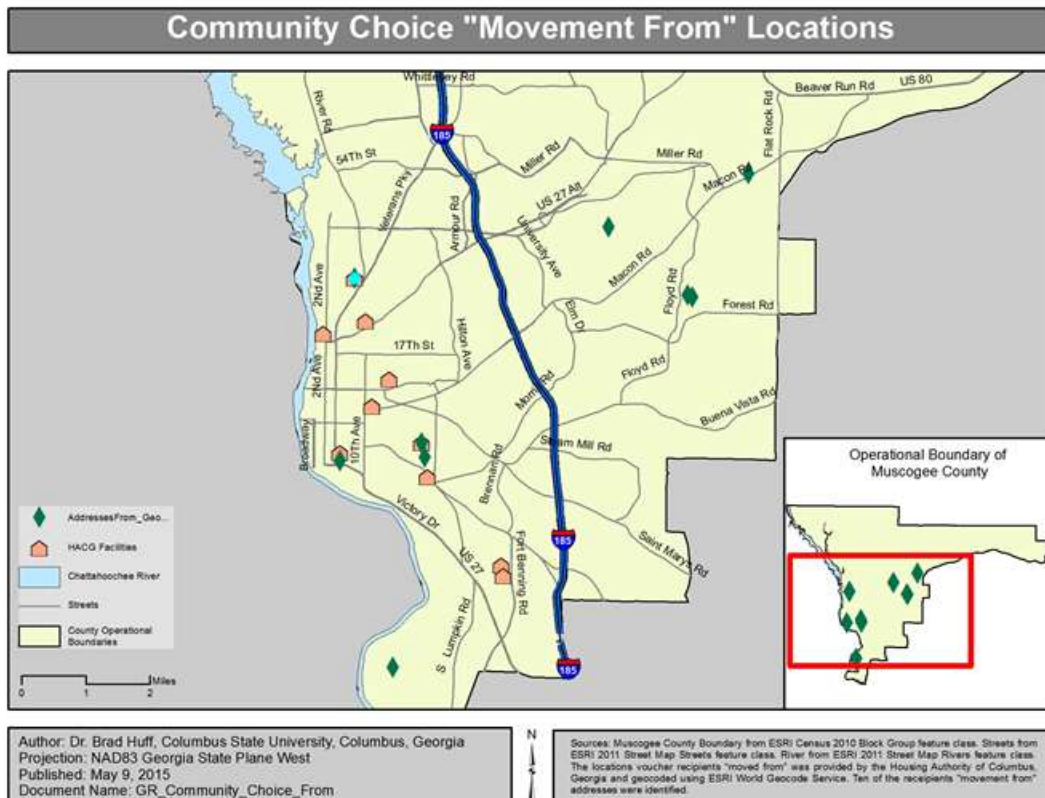 Community Choice "Movement From" Locations
Whittlesey Rd
US 80
Beaver Run Rd
River Rd
Flat Rock Rd
185
54Th St
Miller Rd
Miller Rd
Veterans Pky
Macon Rd
US 27 Alt
Armour Rd
University Ave
2Nd Ave
Macon Rd
Floyd Rd
Forest Rd
Elm Dr
Hilton Ave
17Th St
2Nd Ave
Floyd Rd
Morris Rd
Buena Vista Rd
Broadway
10Th Ave
Steam Mill Rd
Brennan Rd
Victory Dr
US 27
Fort Benning Rd
185
Saint Marys Rd
S Lumpkin Rd
185
AddressesFrom_Geo...
HACG Facilities
Chattahoochee River
Streets
County Operational
Boundaries
Miles
0 1 2
Operational Boundary of
Muscogee County
Author: Dr. Brad Huff, Columbus State University, Columbus, Georgia
Projection: NAD83 Georgia State Plane West
Published: May 9, 2015
Document Name: GR_Community_Choice_From
N
Sources: Muscogee County Boundary from ESRI Census 2010 Block Group feature class. Streets from
ESRI 2011 Street Map Streets feature class. River from ESRI 2011 Street Map Rivers feature class.
The locations voucher recipients "moved from" was provided by the Housing Authority of Columbus,
Georgia and geocoded using ESRI World Geocode Service. Ten of the receipients "movement from"
addresses were identified.